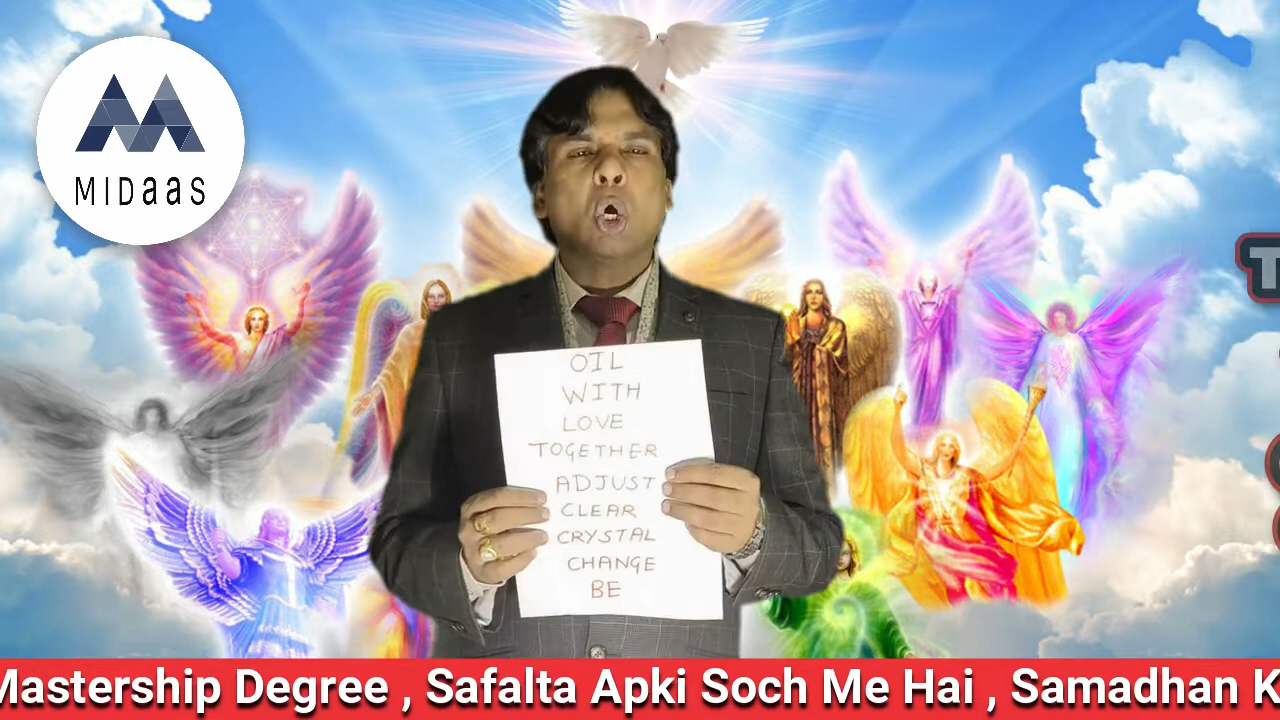 MIDaas
T
OIL
WITH
LOVE
TOGETHER
ADJUST
CLEAR
CRYSTAL
CHANGE
BE
Mastership Degree , Safalta Apki Soch Me Hai , Samadhan K